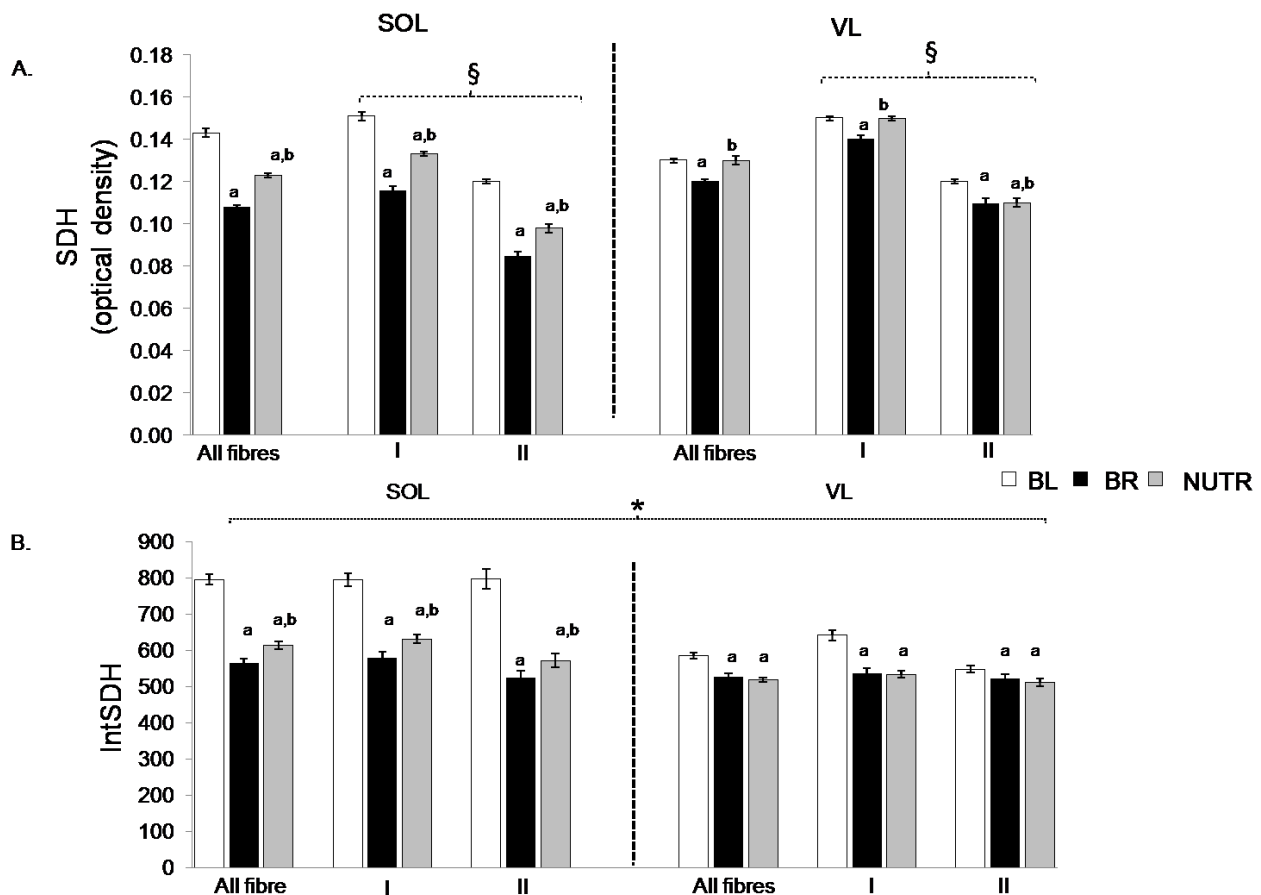 SOL VL
A.
SDH
(optical density)
0.18
0.16
0.14
0.12
0.10
0.08
0.06
0.04
0.02
0.00
§ §
a a,b a a,b a a,b a b a b a a,b
All fibres I II All fibres I II
BL BR NUTR
SOL VL
*
B.
IntSDH
900
800
700
600
500
400
300
200
100
0
a a,b a a,b a a,b a a a a a a
All fibre I II All fibres I II